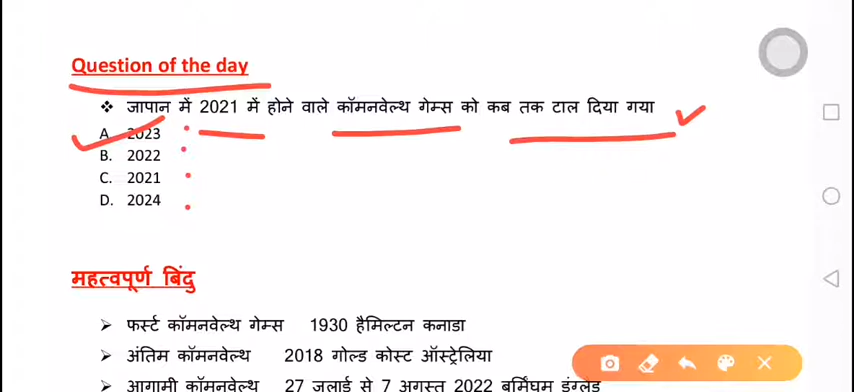 Question of the day
❖ जापान में 2021 में होने वाले कॉमनवेल्थ गेम्स को कब तक टाल दिया गया
A. 2023
B. 2022
C. 2021
D. 2024
महत्वपूर्ण बिंदु
➢ फर्स्ट कॉमनवेल्थ गेम्स 1930 हैमिल्टन कनाडा
➢ अंतिम कॉमनवेल्थ 2018 गोल्ड कोस्ट ऑस्ट्रेलिया
➢ आगामी कॉमनवेल्थ 27 जुलाई से 7 अगस्त 2022 बर्मिंघम इंग्लैंड